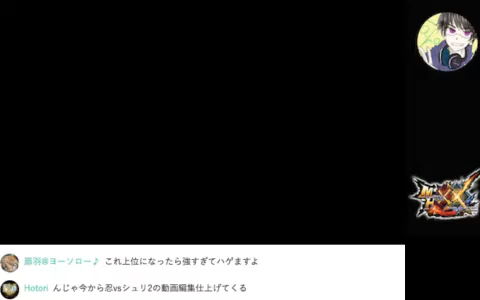 MHXX
扇羽※ヨーソロー♪ これ上位になったら強すぎてハゲますよ
Hotori んじゃ今から忍vsシュリ2の動画編集仕上げてくる